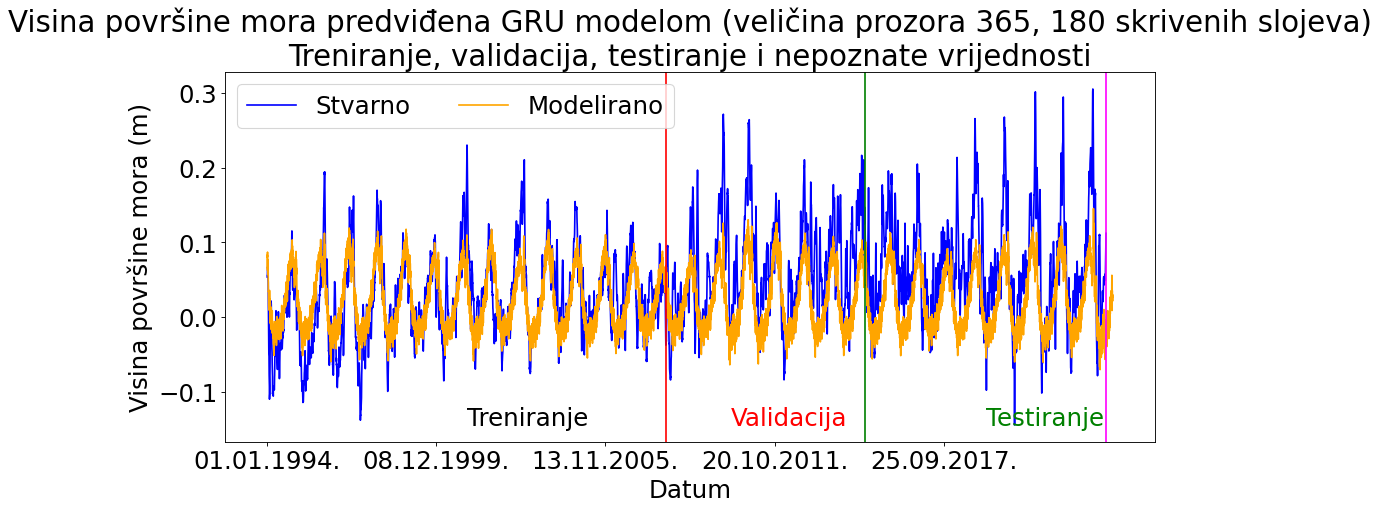 Visina površine mora predviđena GRU modelom (veličina prozora 365, 180 skrivenih slojeva)
Treniranje, validacija, testiranje i nepoznate vrijednosti
Stvarno
Modelirano
Visina površine mora (m)
0.3
0.2
0.1
0.0
−0.1
Treniranje
Validacija
Testiranje
01.01.1994.
08.12.1999.
13.11.2005.
20.10.2011.
25.09.2017.
Datum